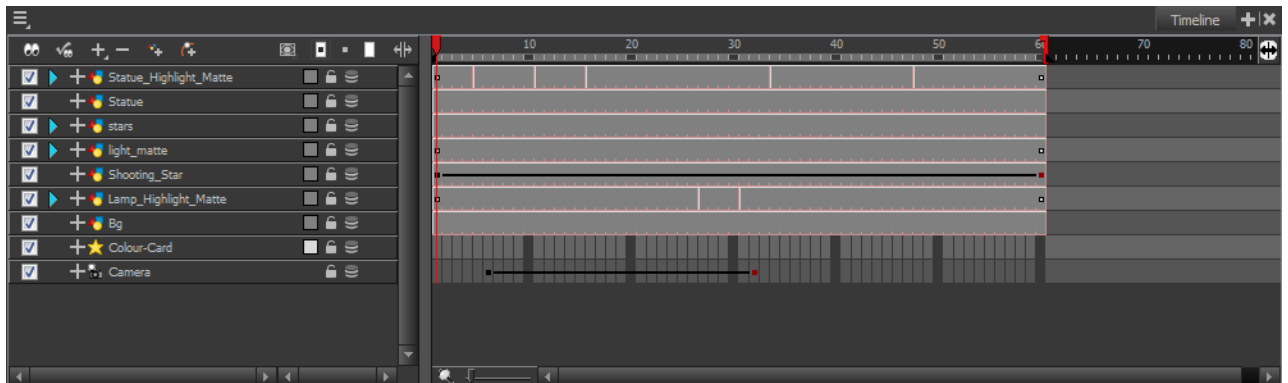 Timeline
10 20 30 40 50 60 70 80
Statue_Highlight_Matte
Statue
stars
light_matte
Shooting_Star
Lamp_Highlight_Matte
Bg
Colour-Card
Camera